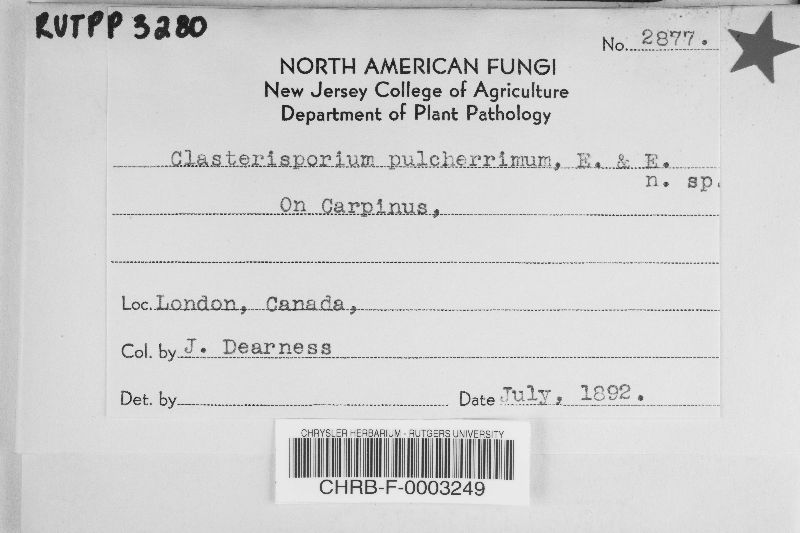 RUTPP 3280
No. 2877.
NORTH AMERICAN FUNGI
New Jersey College of Agriculture
Department of Plant Pathology
Clasterisporium pulcherrimum, E. & E.
n. sp.
On Carpinus,
Loc. London, Canada,
Col. by J. Dearness
Det. by
Date July, 1892.
CHRYSLER HERBARIUM - RUTGERS UNIVERSITY
CHRB-F-0003249